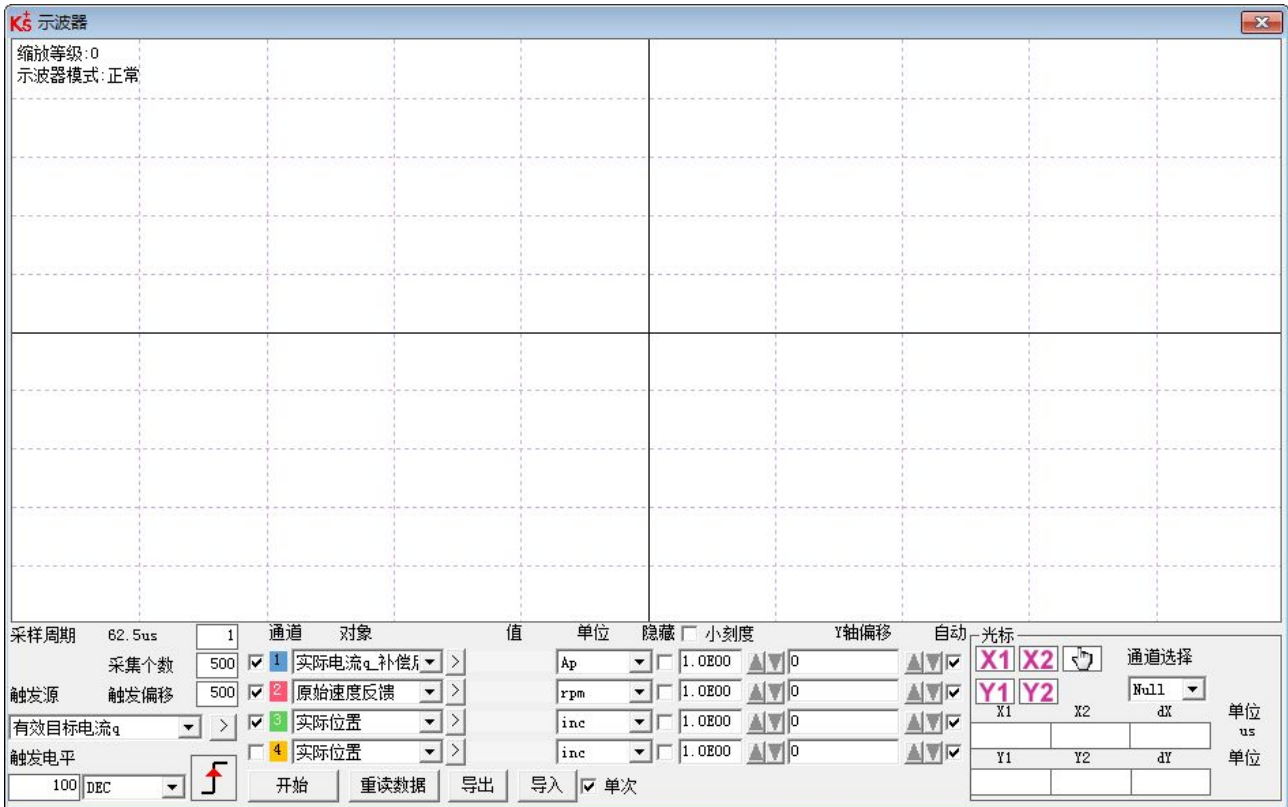 Ks+ 示波器
缩放等级:0
示波器模式:正常
采样周期 62.5us 1 通道 对象 值 单位 隐藏 小刻度 Y轴偏移 自动 光标
采集个数 500 1 实际电流q_补偿 > Ap 1.0E00 0 X1 X2 通道选择
触发源 触发偏移 500 2 原始速度反馈 > rpm 1.0E00 0 Y1 Y2 Null
有效目标电流q > 3 实际位置 > inc 1.0E00 0 X1 X2 dX 单位
us
触发电平 4 实际位置 > inc 1.0E00 0 Y1 Y2 dY 单位
100 DEC 开始 重读数据 导出 导入 单次